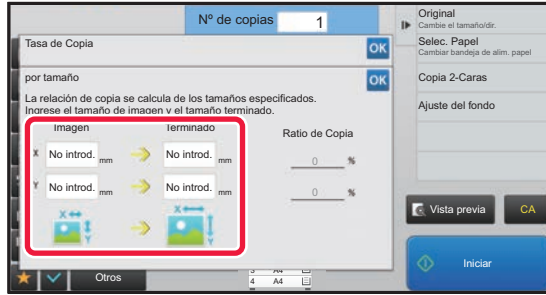 Nº de copias 1
Original
Cambie el tamaño/dir.
Selec. Papel
Cambiar bandeja de alim. papel
Copia 2-Caras
Ajuste del fondo
Tasa de Copia OK
por tamaño OK
La relación de copia se calcula de los tamaños especificados.
Ingrese el tamaño de imagen y el tamaño terminado.
Imagen Terminado Ratio de Copia
X No introd. mm No introd. mm 0 %
Y No introd. mm No introd. mm 0 %
X X
Y Y
Vista previa CA
Iniciar
Otros
3 A4
4 A4